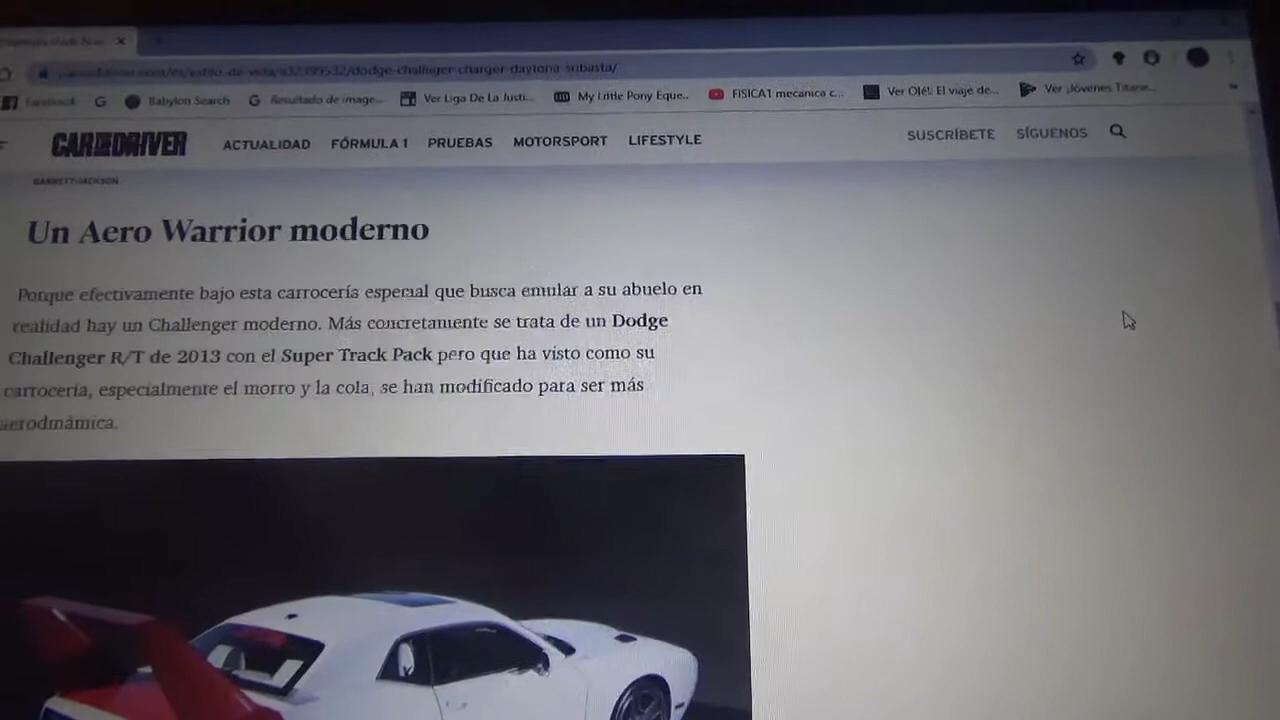 caranddriver.com/es/estilo-de-vida/a32399532/dodge-challenger-charger-daytona-subasta/
Facebook
Babylon Search
Resultado de image...
Ver Liga De La Justi...
My Little Pony Eque...
FISICA1 mecanica c...
Ver Olé! El viaje de...
Ver ¡Jóvenes Titane...
CAR AND DRIVER
ACTUALIDAD
FÓRMULA 1
PRUEBAS
MOTORSPORT
LIFESTYLE
SUSCRÍBETE
SÍGUENOS
BARRETT-JACKSON
Un Aero Warrior moderno
Porque efectivamente bajo esta carrocería especial que busca emular a su abuelo en
realidad hay un Challenger moderno. Más concretamente se trata de un Dodge
Challenger R/T de 2013 con el Super Track Pack pero que ha visto como su
carrocería, especialmente el morro y la cola, se han modificado para ser más
aerodinámica.